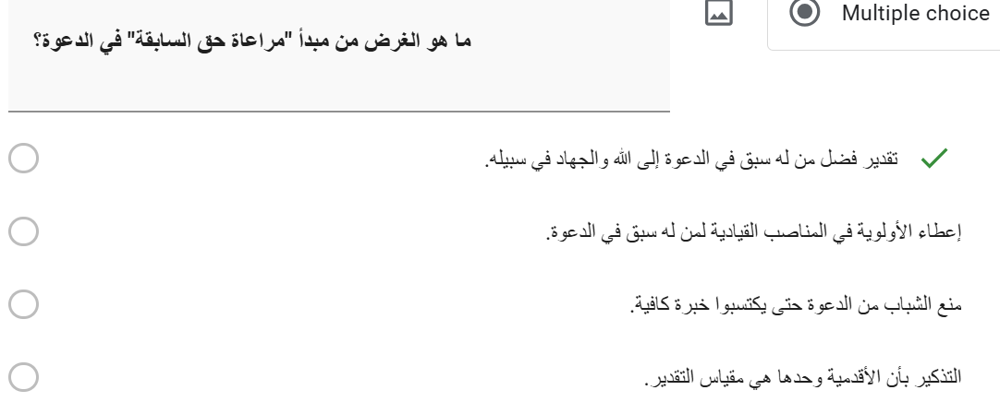 Multiple choice
ما هو الغرض من مبدأ "مراعاة حق السابقة" في الدعوة؟
تقدير فضل من له سبق في الدعوة إلى الله والجهاد في سبيله.
إعطاء الأولوية في المناصب القيادية لمن له سبق في الدعوة.
منع الشباب من الدعوة حتى يكتسبوا خبرة كافية.
التذكير بأن الأقدمية وحدها هي مقياس التقدير.